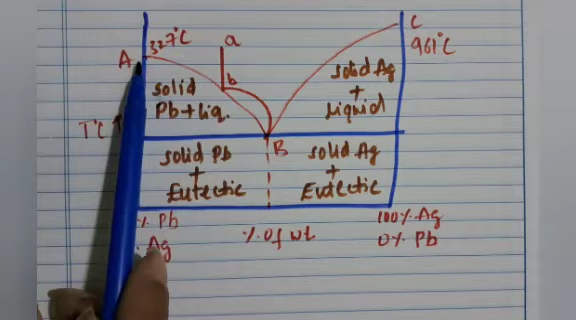 C
a
A 327°C
961°C
solid
Pb + Liq.
b
solid Ag
+
Liquid
T°C
B
solid Pb
+
Eutectic
solid Ag
+
Eutectic
% Pb
Ag
% of wt
100% Ag
0% Pb